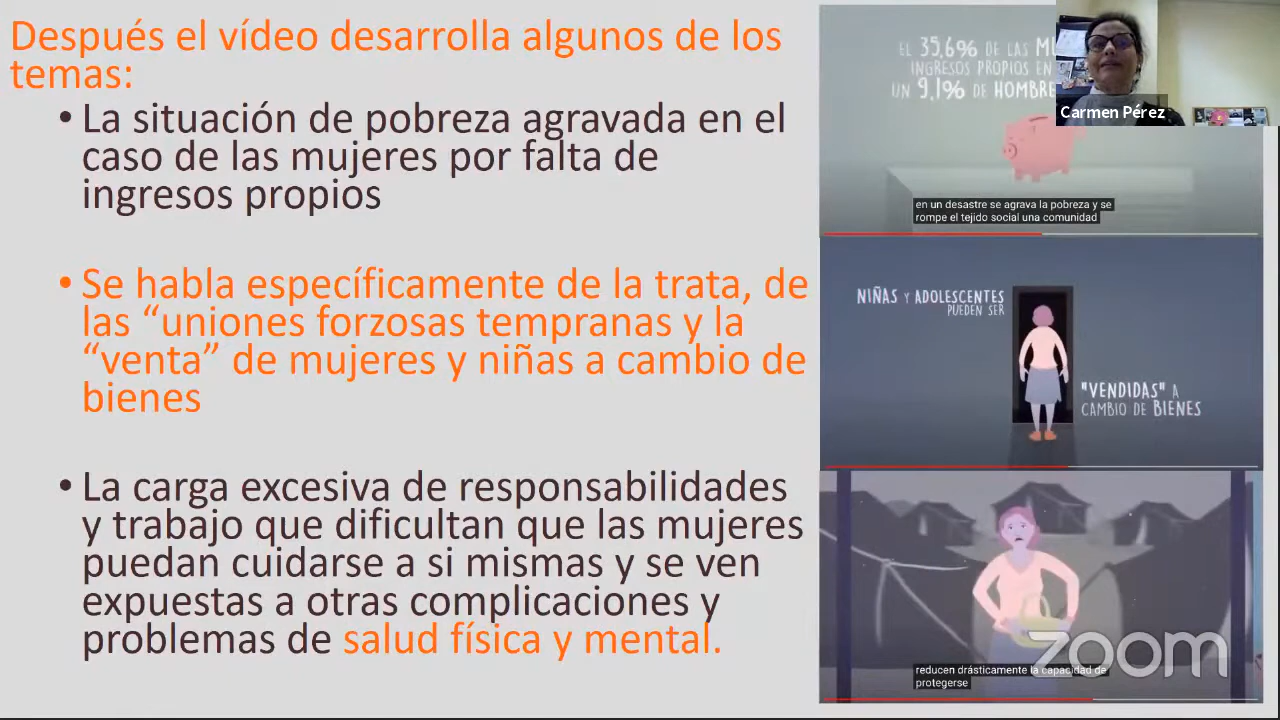 Después el vídeo desarrolla algunos de los
temas:
• La situación de pobreza agravada en el
caso de las mujeres por falta de
ingresos propios
• Se habla específicamente de la trata, de
las “uniones forzosas tempranas y la
“venta” de mujeres y niñas a cambio de
bienes
• La carga excesiva de responsabilidades
y trabajo que dificultan que las mujeres
puedan cuidarse a si mismas y se ven
expuestas a otras complicaciones y
problemas de salud física y mental.
EL 35,6% DE LAS
INGRESOS PROPIOS EN
UN 9,1% DE HOMBRE
Carmen Pérez
en un desastre se agrava la pobreza y se
rompe el tejido social una comunidad
NIÑAS Y ADOLESCENTES
PUEDEN SER
"VENDIDAS" A
CAMBIO DE BIENES
reducen drásticamente la capacidad de
protegerse
zoom